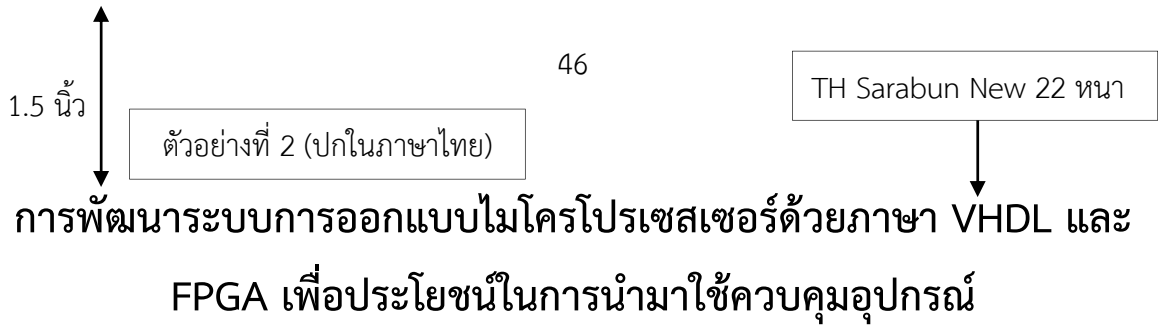 46
TH Sarabun New 22 หนา
1.5 นิ้ว
ตัวอย่างที่ 2 (ปกในภาษาไทย)
การพัฒนาระบบการออกแบบไมโครโปรเซสเซอร์ด้วยภาษา VHDL และ
FPGA เพื่อประโยชน์ในการนำมาใช้ควบคุมอุปกรณ์